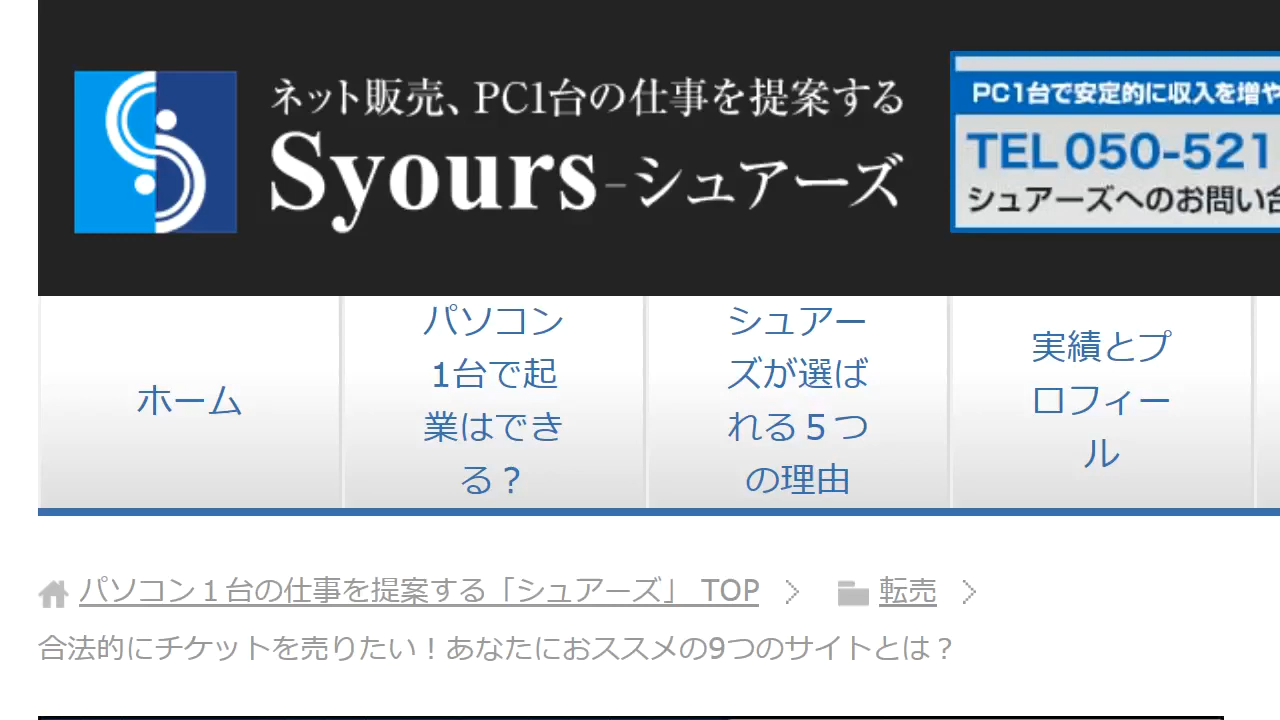 ネット販売、PC1台の仕事を提案する
Syours-シュアーズ
PC1台で安定的に収入を増や
TEL050-521
シュアーズへのお問い合
ホーム
パソコン
1台で起
業はでき
る？
シュアー
ズが選ば
れる５つ
の理由
実績とプ
ロフィー
ル
パソコン１台の仕事を提案する「シュアーズ」 TOP
転売
合法的にチケットを売りたい！あなたにおススメの9つのサイトとは？